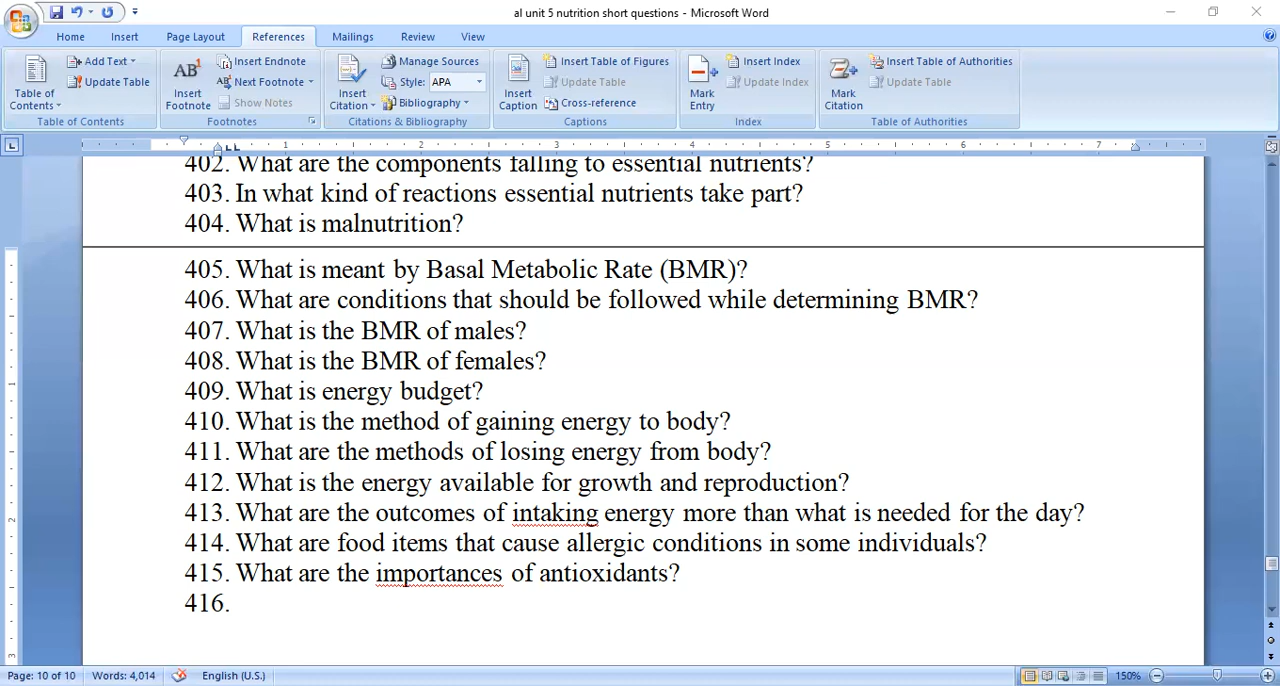 al unit 5 nutrition short questions - Microsoft Word
Home Insert Page Layout References Mailings Review View
Table of Contents
Add Text
Update Table
Table of Contents
AB¹ Insert Footnote
Insert Endnote
Next Footnote
Show Notes
Footnotes
Insert Citation
Manage Sources
Style: APA
Bibliography
Citations & Bibliography
Insert Caption
Insert Table of Figures
Update Table
Cross-reference
Captions
Mark Entry
Insert Index
Update Index
Index
Mark Citation
Insert Table of Authorities
Update Table
Table of Authorities
1 2 3 4 5 6 7
402. What are the components falling to essential nutrients?
403. In what kind of reactions essential nutrients take part?
404. What is malnutrition?
405. What is meant by Basal Metabolic Rate (BMR)?
406. What are conditions that should be followed while determining BMR?
407. What is the BMR of males?
408. What is the BMR of females?
409. What is energy budget?
410. What is the method of gaining energy to body?
411. What are the methods of losing energy from body?
412. What is the energy available for growth and reproduction?
413. What are the outcomes of intaking energy more than what is needed for the day?
414. What are food items that cause allergic conditions in some individuals?
415. What are the importances of antioxidants?
416.
Page: 10 of 10 Words: 4,014 English (U.S.) 150%